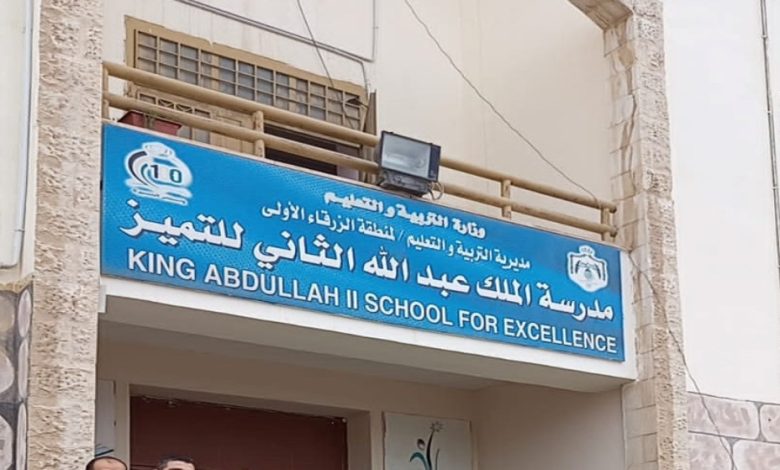 وزارة التربية والتعليم
مديرية التربية والتعليم / لمنطقة الزرقاء الأولى
مدرسة الملك عبد الله الثاني للتميز
KING ABDULLAH II SCHOOL FOR EXCELLENCE
10